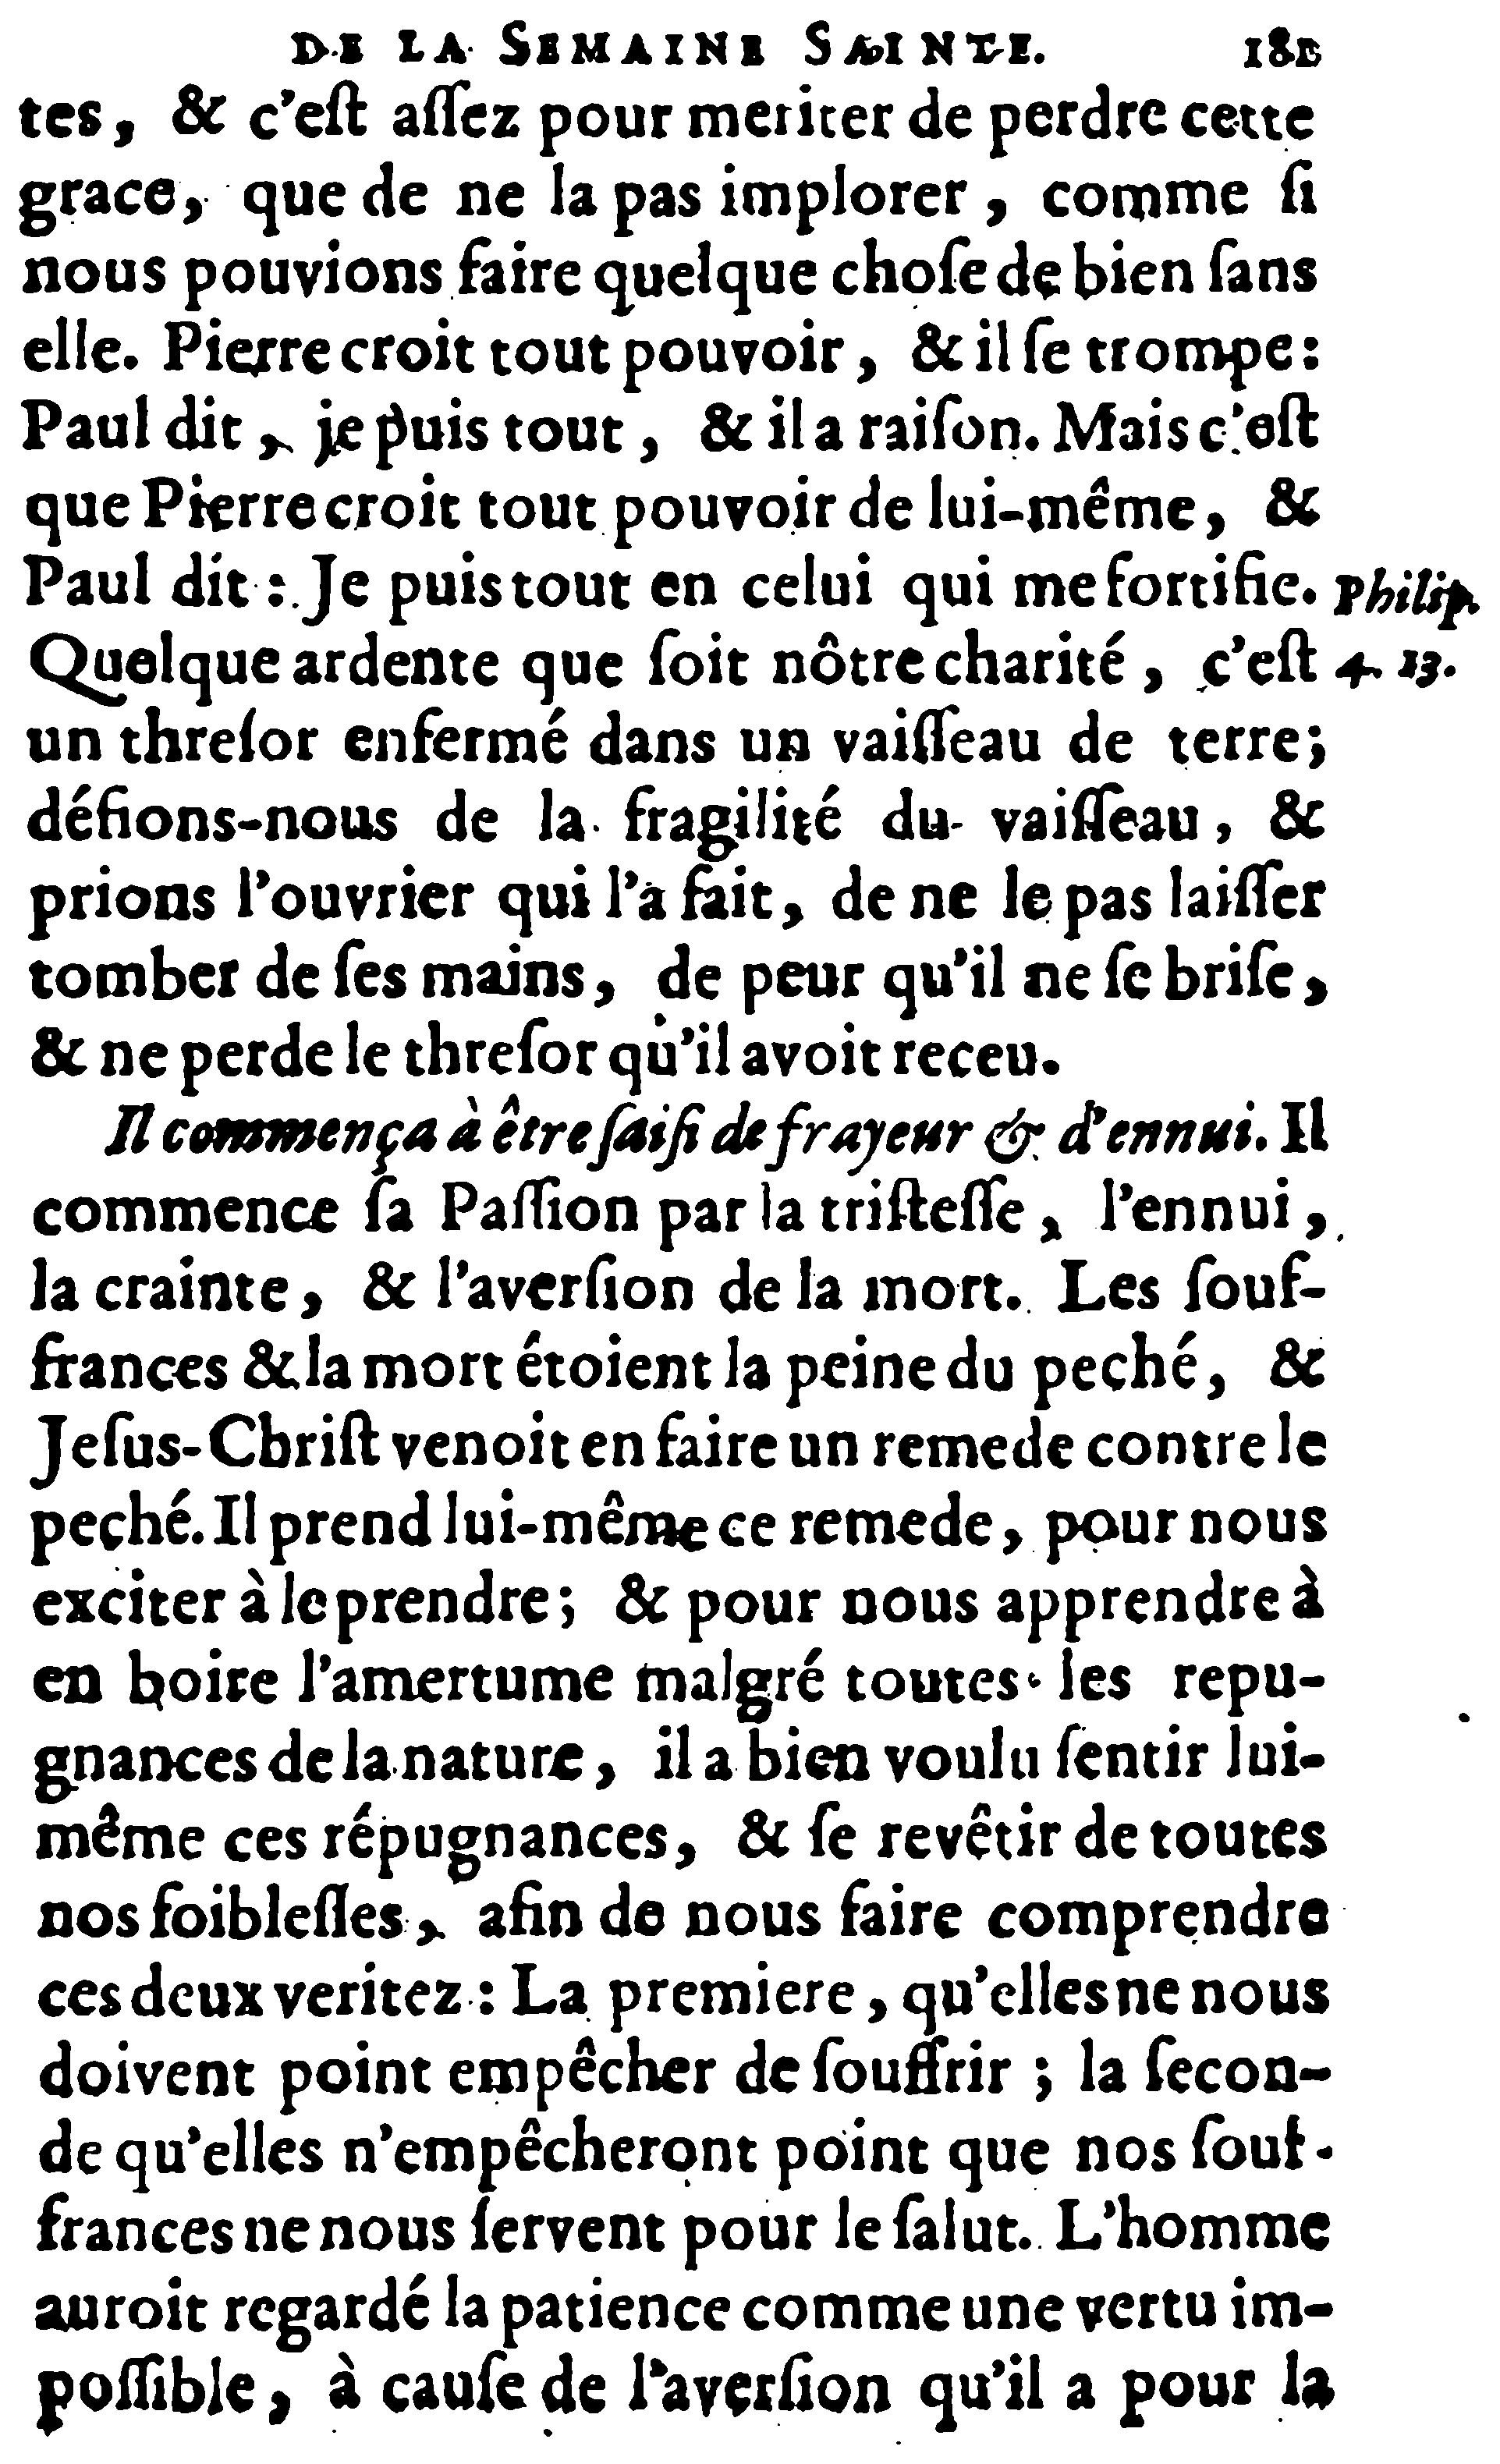 DE LA SEMAINE SAINTE. 181
tes, & c'eſt aſſez pour meriter de perdre cette
grace, que de ne la pas implorer, comme ſi
nous pouvions faire quelque choſe de bien ſans
elle. Pierre croit tout pouvoir, & il ſe trompe:
Paul dit, je puis tout, & il a raiſon. Mais c'eſt
que Pierre croit tout pouvoir de lui-même, &
Paul dit: Je puis tout en celui qui me fortifie. Philip.
Quelque ardente que ſoit nôtre charité, c'eſt 4. 13.
un threſor enfermé dans un vaiſſeau de terre;
défions-nous de la fragilité du vaiſſeau, &
prions l'ouvrier qui l'a fait, de ne le pas laiſſer
tomber de ſes mains, de peur qu'il ne ſe briſe,
& ne perde le threſor qu'il avoit receu.
Il commença à être ſaiſi de frayeur & d'ennui. Il
commence ſa Paſſion par la triſteſſe, l'ennui,
la crainte, & l'averſion de la mort. Les ſouf-
frances & la mort étoient la peine du peché, &
Jeſus-Chriſt venoit en faire un remede contre le
peché. Il prend lui-même ce remede, pour nous
exciter à le prendre; & pour nous apprendre à
en boire l'amertume malgré toutes les repu-
gnances de la nature, il a bien voulu ſentir lui-
même ces répugnances, & ſe revêtir de toutes
nos foibleſſes, afin de nous faire comprendre
ces deux veritez: La premiere, qu'elles ne nous
doivent point empêcher de ſouffrir; la ſecon-
de qu'elles n'empêcheront point que nos ſouf-
frances ne nous ſervent pour le ſalut. L'homme
auroit regardé la patience comme une vertu im-
poſſible, à cauſe de l'averſion qu'il a pour la